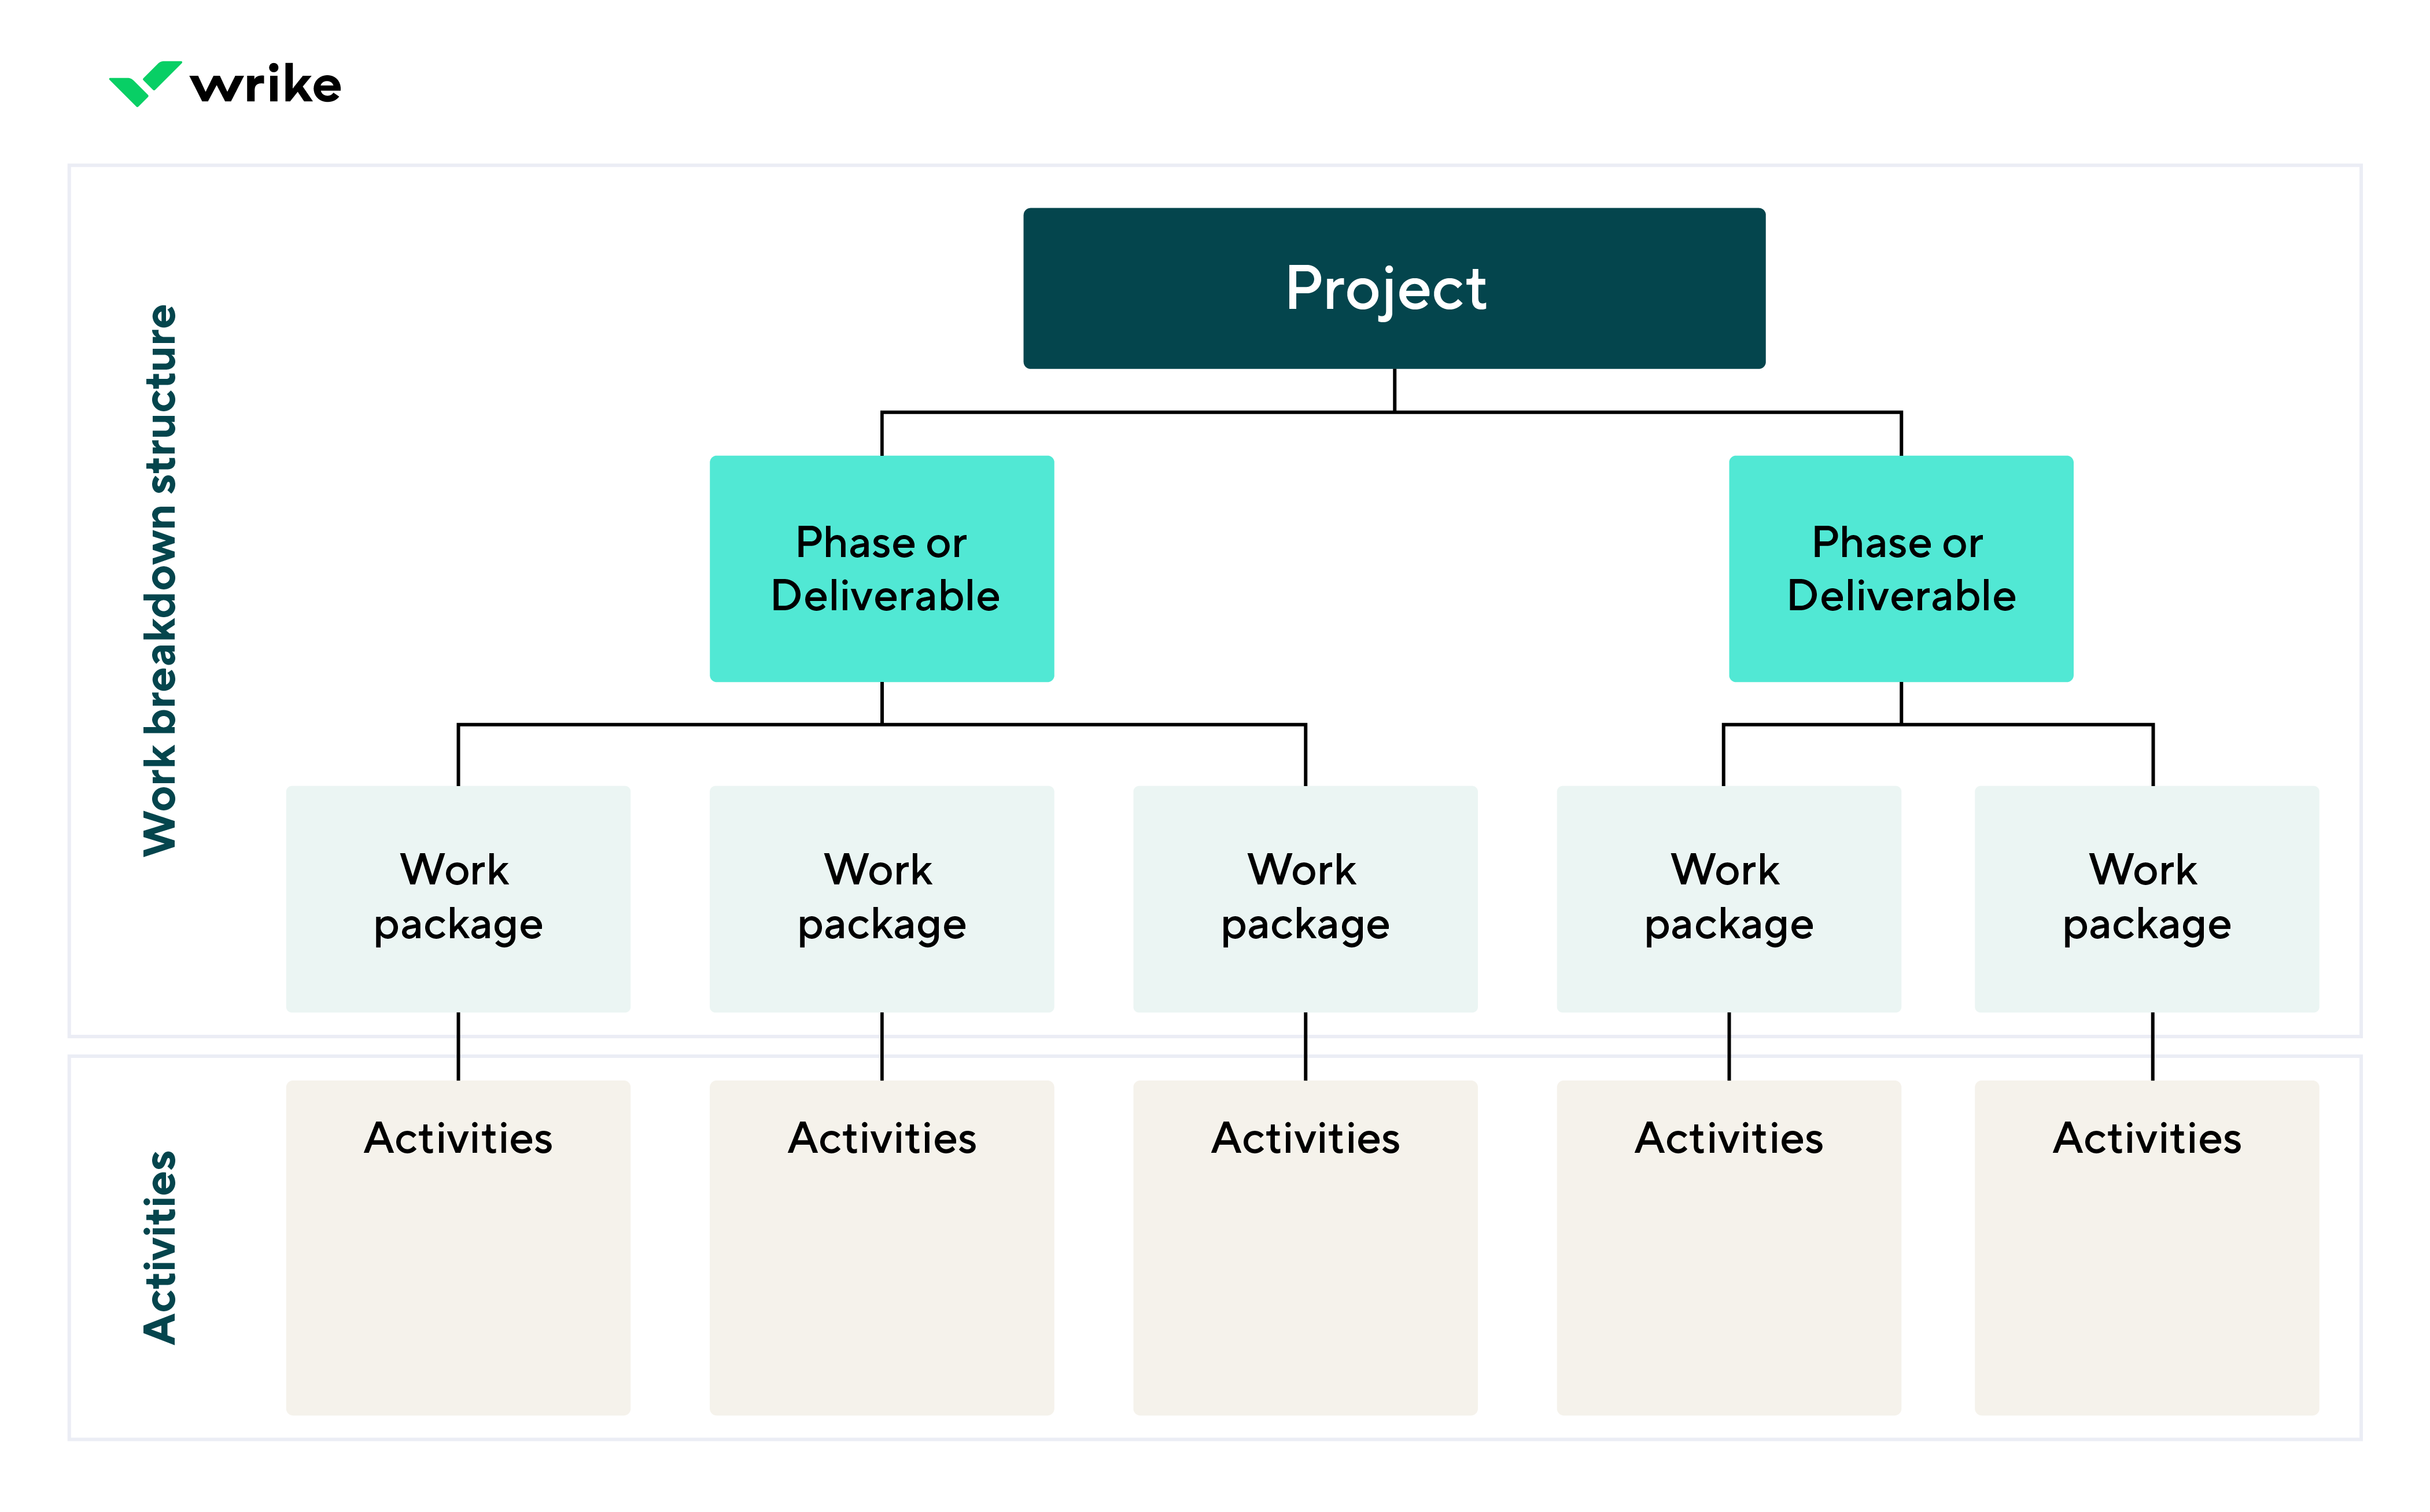 wrike
Work breakdown structure
Project
Phase or
Deliverable
Phase or
Deliverable
Work
package
Work
package
Work
package
Work
package
Work
package
Activities
Activities
Activities
Activities
Activities
Activities